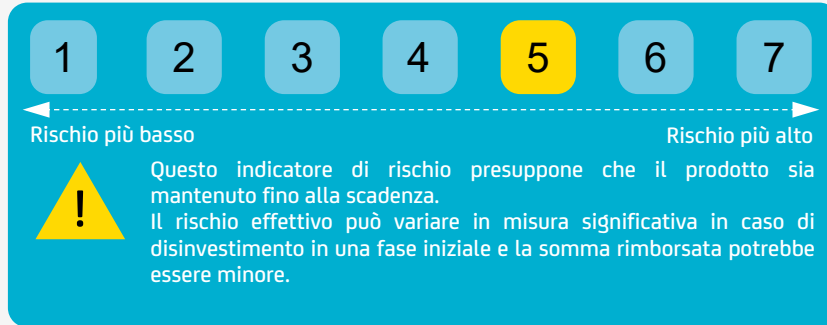 1 2 3 4 5 6 7
Rischio più basso Rischio più alto
!
Questo indicatore di rischio presuppone che il prodotto sia
mantenuto fino alla scadenza.
Il rischio effettivo può variare in misura significativa in caso di
disinvestimento in una fase iniziale e la somma rimborsata potrebbe
essere minore.